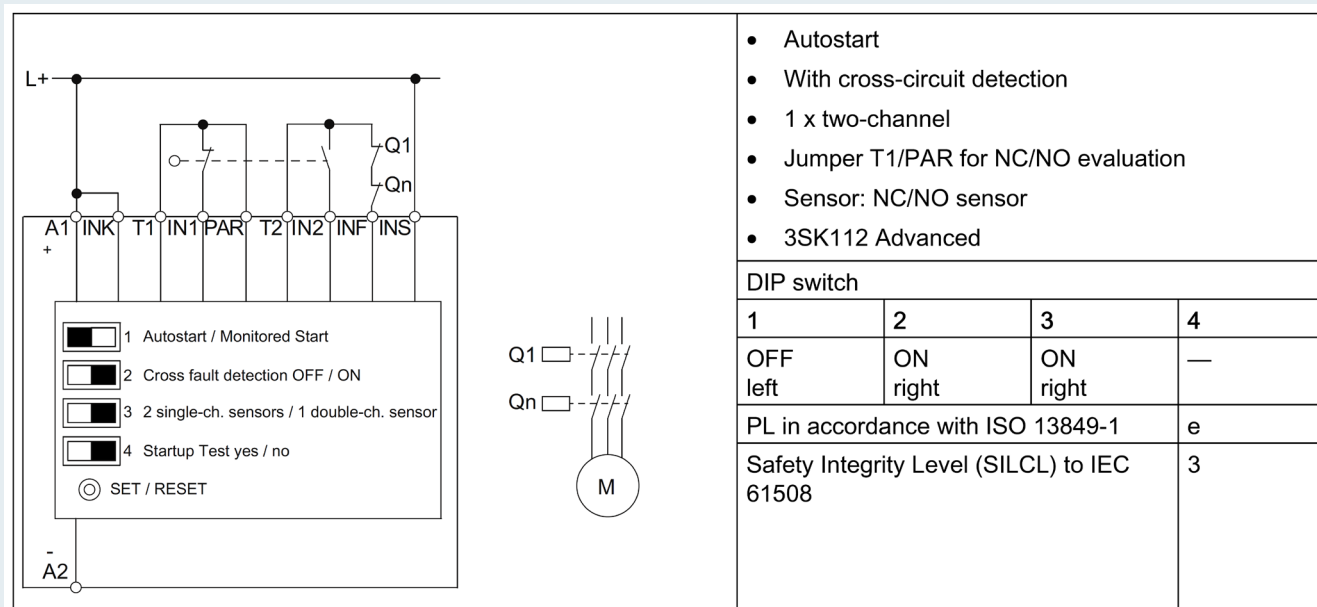 L+
Q1
Qn
A1 INK T1 IN1 PAR T2 IN2 INF INS
+
1 Autostart / Monitored Start
2 Cross fault detection OFF / ON
3 2 single-ch. sensors / 1 double-ch. sensor
4 Startup Test yes / no
SET / RESET
-
A2
Q1
Qn
M
• Autostart
• With cross-circuit detection
• 1 x two-channel
• Jumper T1/PAR for NC/NO evaluation
• Sensor: NC/NO sensor
• 3SK112 Advanced
DIP switch
1 2 3 4
OFF ON ON —
left right right
PL in accordance with ISO 13849-1 e
Safety Integrity Level (SILCL) to IEC 3
61508